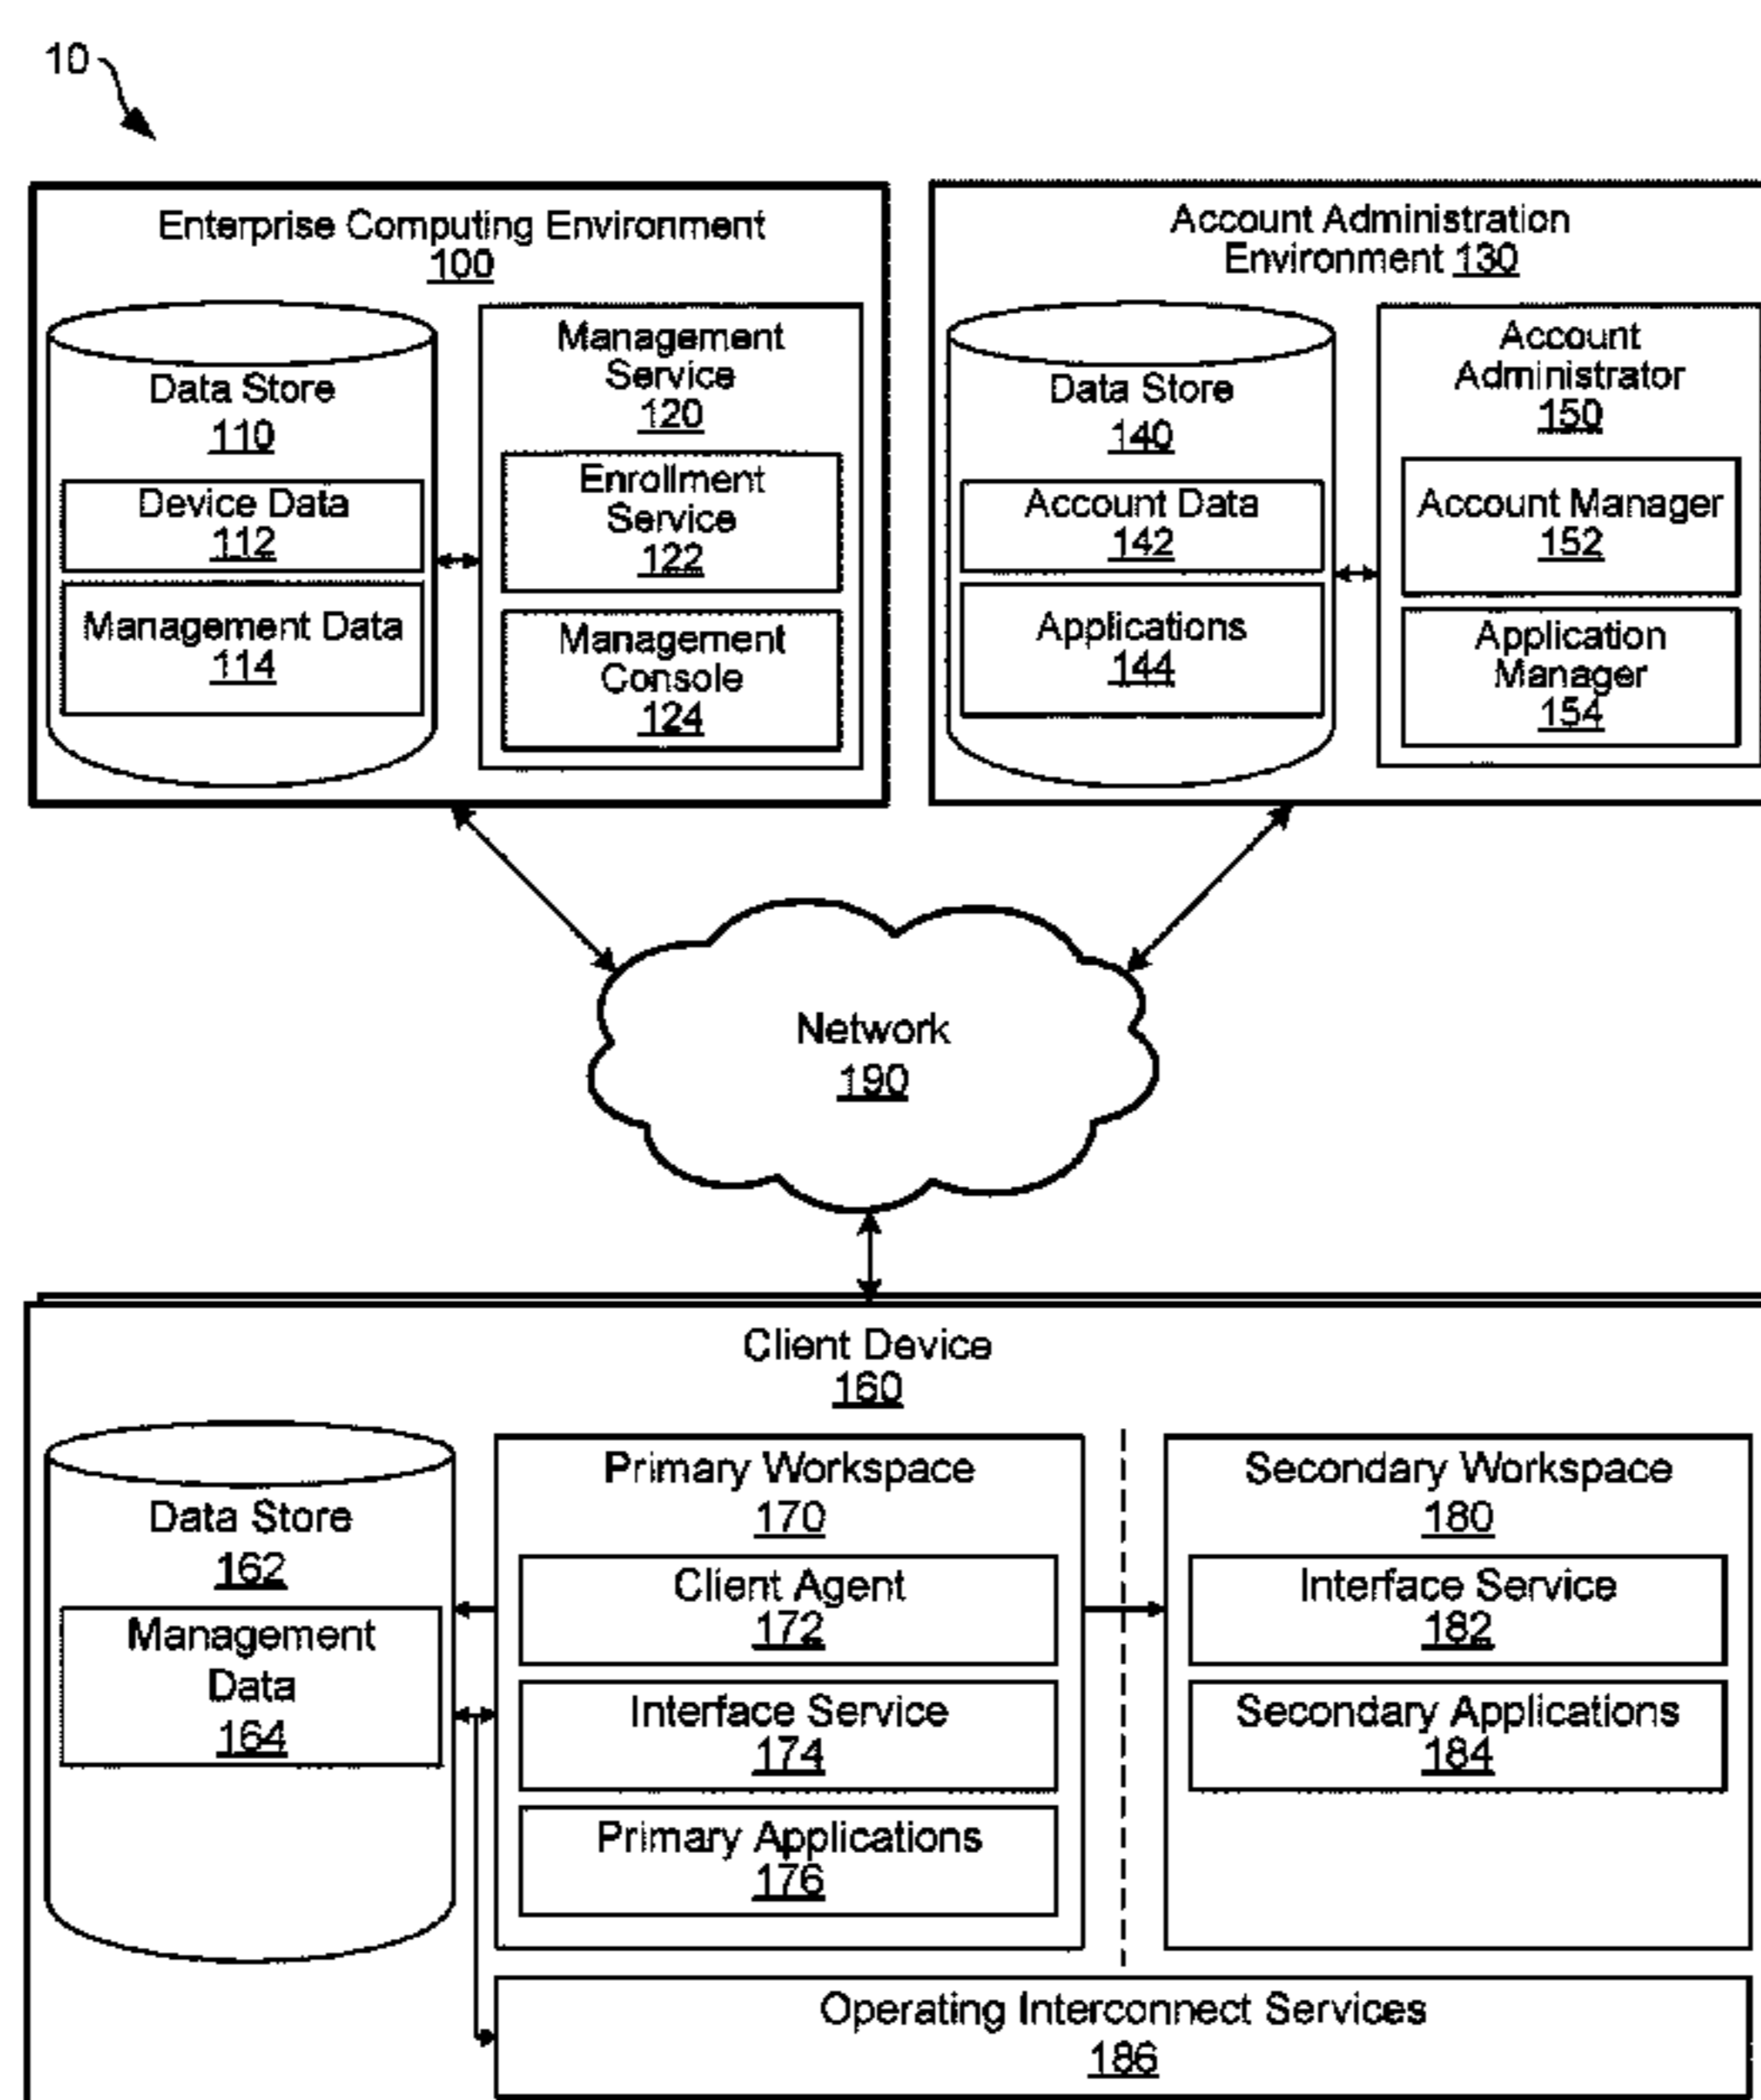 10
Enterprise Computing Environment
100
Data Store
110
Device Data
112
Management Data
114
Management
Service
120
Enrollment
Service
122
Management
Console
124
Account Administration
Environment 130
Data Store
140
Account Data
142
Applications
144
Account
Administrator
150
Account Manager
152
Application
Manager
154
Network
190
Client Device
160
Data Store
162
Management
Data
164
Primary Workspace
170
Client Agent
172
Interface Service
174
Primary Applications
176
Secondary Workspace
180
Interface Service
182
Secondary Applications
184
Operating Interconnect Services
186